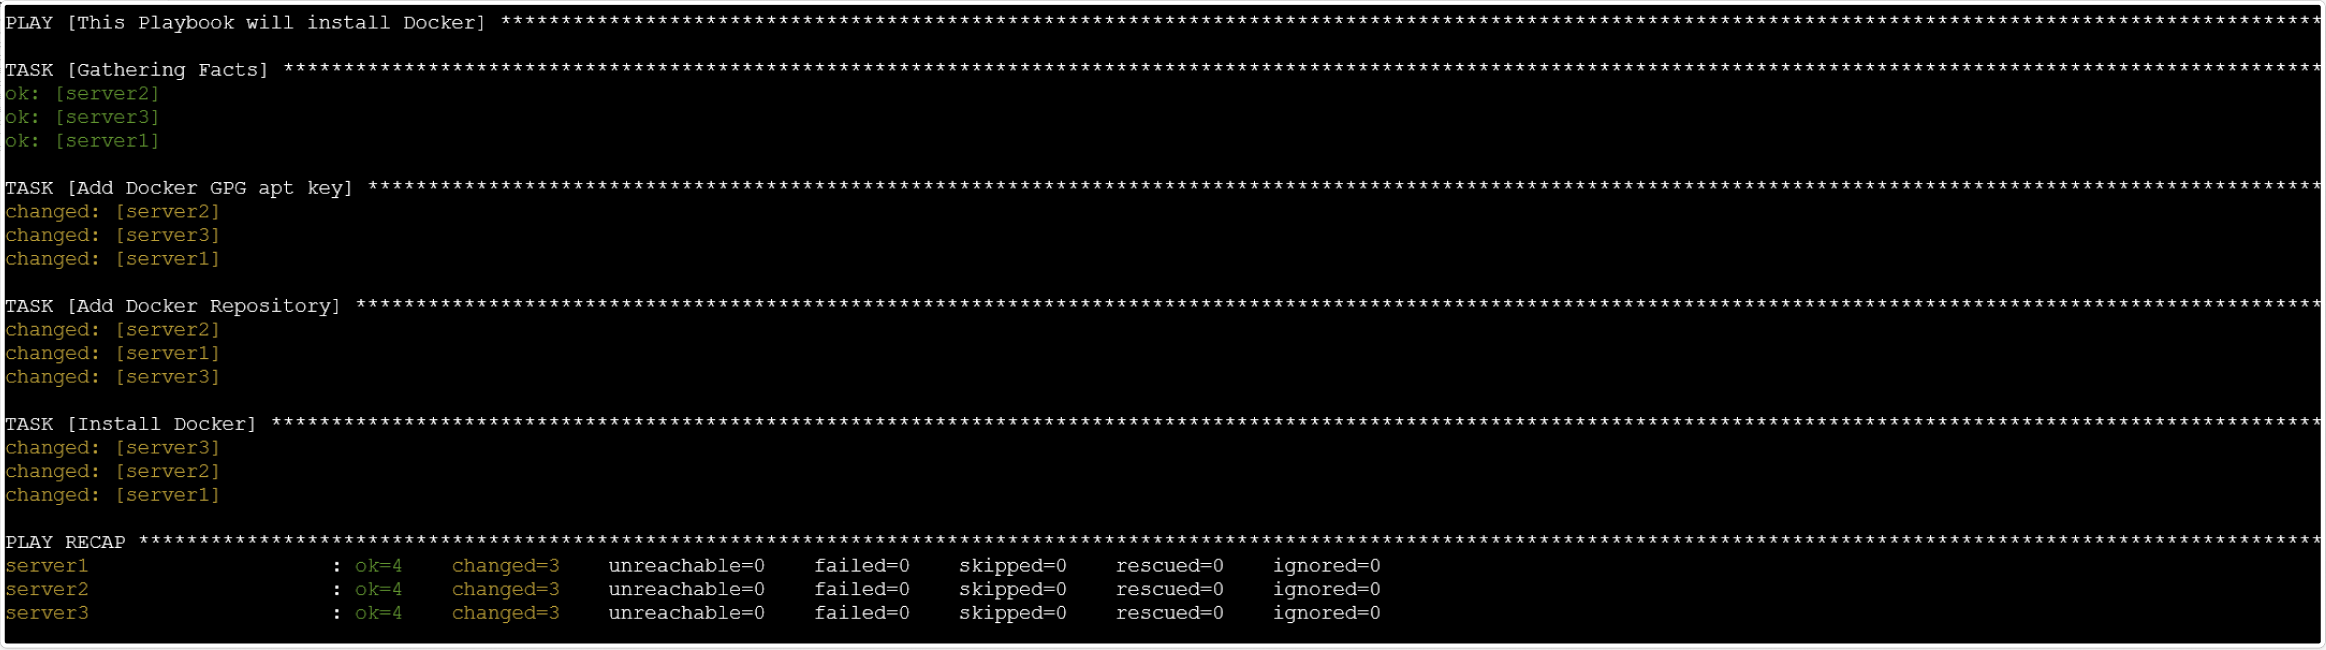 PLAY [This Playbook will install Docker] *******************************************************************************************************************************************************
TASK [Gathering Facts] *************************************************************************************************************************************************************************
ok: [server2]
ok: [server3]
ok: [server1]
TASK [Add Docker GPG apt key] ******************************************************************************************************************************************************************
changed: [server2]
changed: [server3]
changed: [server1]
TASK [Add Docker Repository] *******************************************************************************************************************************************************************
changed: [server2]
changed: [server1]
changed: [server3]
TASK [Install Docker] **************************************************************************************************************************************************************************
changed: [server3]
changed: [server2]
changed: [server1]
PLAY RECAP *************************************************************************************************************************************************************************************
server1                    : ok=4    changed=3    unreachable=0    failed=0    skipped=0    rescued=0    ignored=0
server2                    : ok=4    changed=3    unreachable=0    failed=0    skipped=0    rescued=0    ignored=0
server3                    : ok=4    changed=3    unreachable=0    failed=0    skipped=0    rescued=0    ignored=0